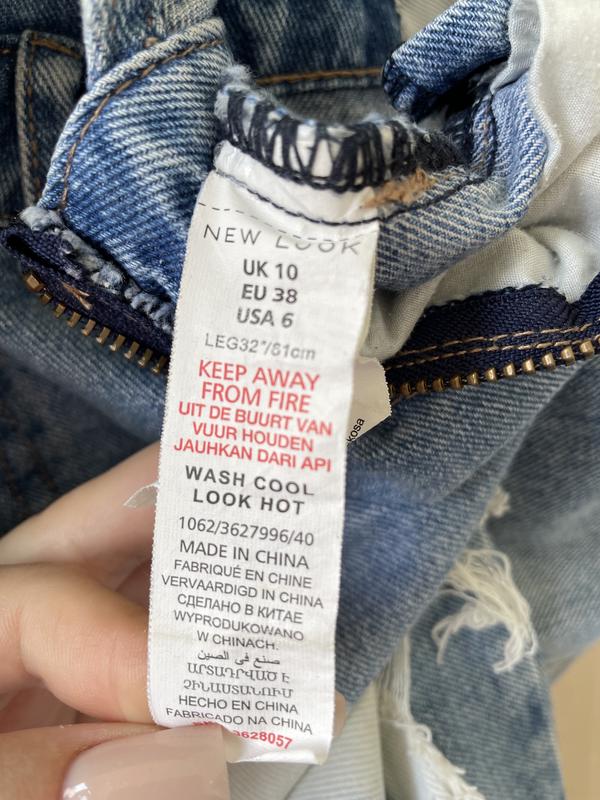 NEW LOOK
UK 10
EU 38
USA 6
LEG32"/81cm
KEEP AWAY
FROM FIRE
UIT DE BUURT VAN
VUUR HOUDEN
JAUHKAN DARI API
WASH COOL
LOOK HOT
1062/3627996/40
MADE IN CHINA
FABRIQUÉ EN CHINE
VERVAARDIGD IN CHINA
СДЕЛАНО В КИТАЕ
WYPRODUKOWANO
W CHINACH.
صنع في الصين
ԱՐՏԱԴՐՎԱԾ Է
ՉԻՆԱՍՏԱՆՈՒՄ
HECHO EN CHINA
FABRICADO NA CHINA
8628057
kosa